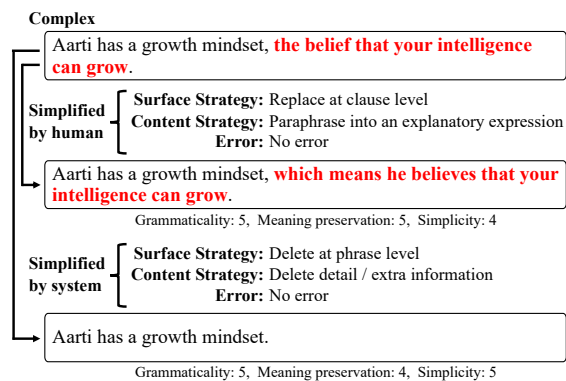 Complex
Aarti has a growth mindset, the belief that your intelligence
can grow.
Simplified
by human
Surface Strategy: Replace at clause level
Content Strategy: Paraphrase into an explanatory expression
Error: No error
Aarti has a growth mindset, which means he believes that your
intelligence can grow.
Grammaticality: 5, Meaning preservation: 5, Simplicity: 4
Simplified
by system
Surface Strategy: Delete at phrase level
Content Strategy: Delete detail / extra information
Error: No error
Aarti has a growth mindset.
Grammaticality: 5, Meaning preservation: 4, Simplicity: 5